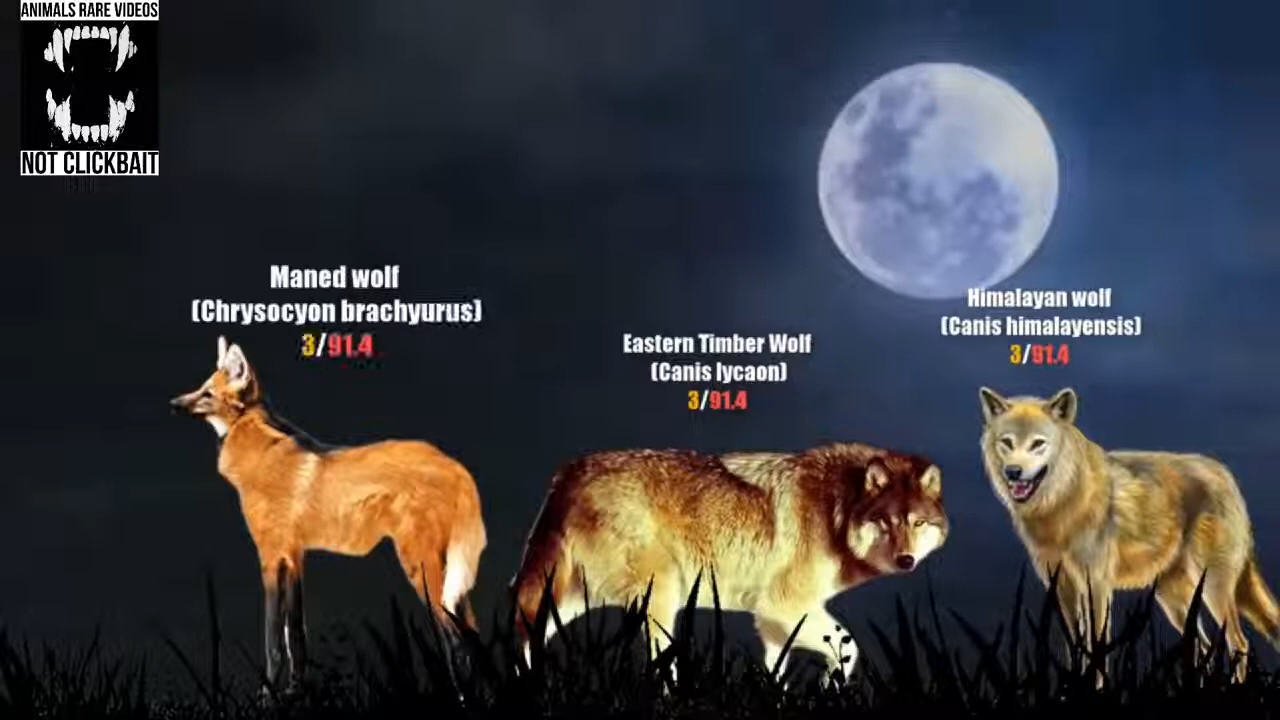 ANIMALS RARE VIDEOS
NOT CLICKBAIT
Maned wolf
(Chrysocyon brachyurus)
3/91.4
Eastern Timber Wolf
(Canis lycaon)
3/91.4
Himalayan wolf
(Canis himalayensis)
3/91.4